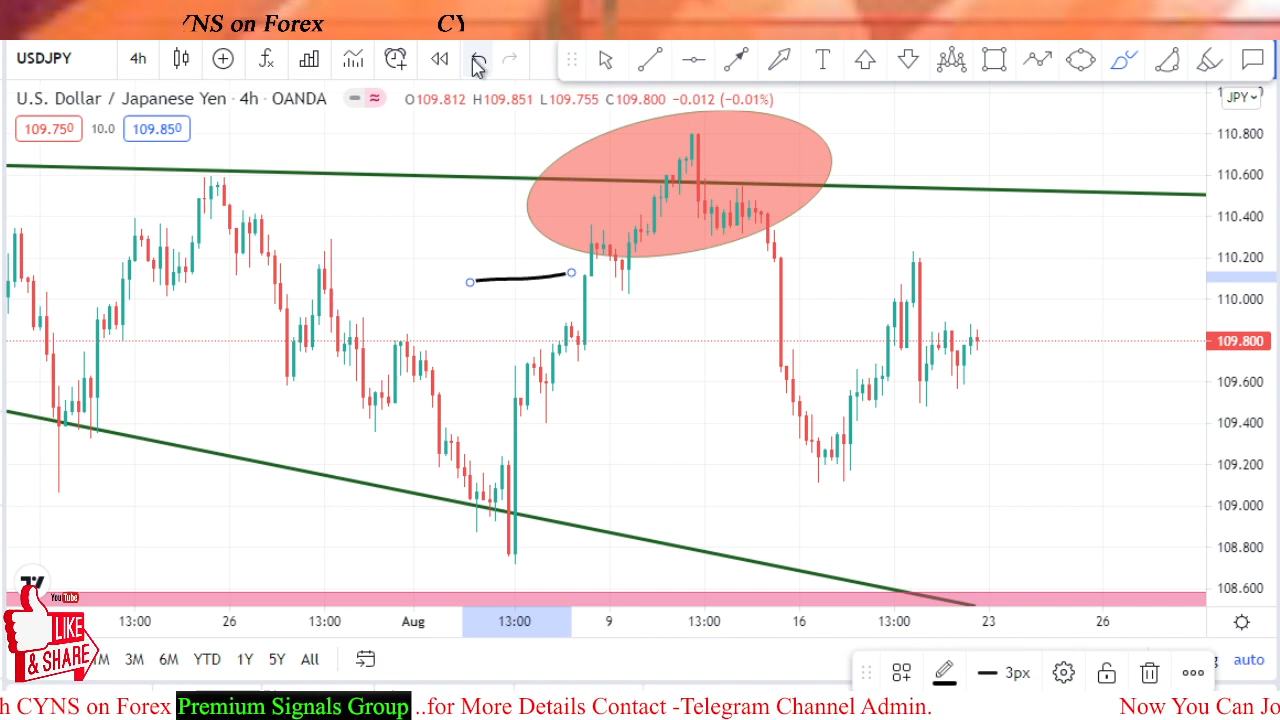 YNS on Forex CY
USDJPY 4h
U.S. Dollar / Japanese Yen · 4h · OANDA O109.812 H109.851 L109.755 C109.800 −0.012 (−0.01%) JPY
109.750 10.0 109.850
110.800
110.600
110.400
110.200
110.000
109.800
109.600
109.400
109.200
109.000
108.800
108.600
You Tube
13:00 26 13:00 Aug 13:00 9 13:00 16 13:00 23 26
LIKE
& SHARE
1M 3M 6M YTD 1Y 5Y All auto
3px
h CYNS on Forex Premium Signals Group ..for More Details Contact -Telegram Channel Admin. Now You Can Jo